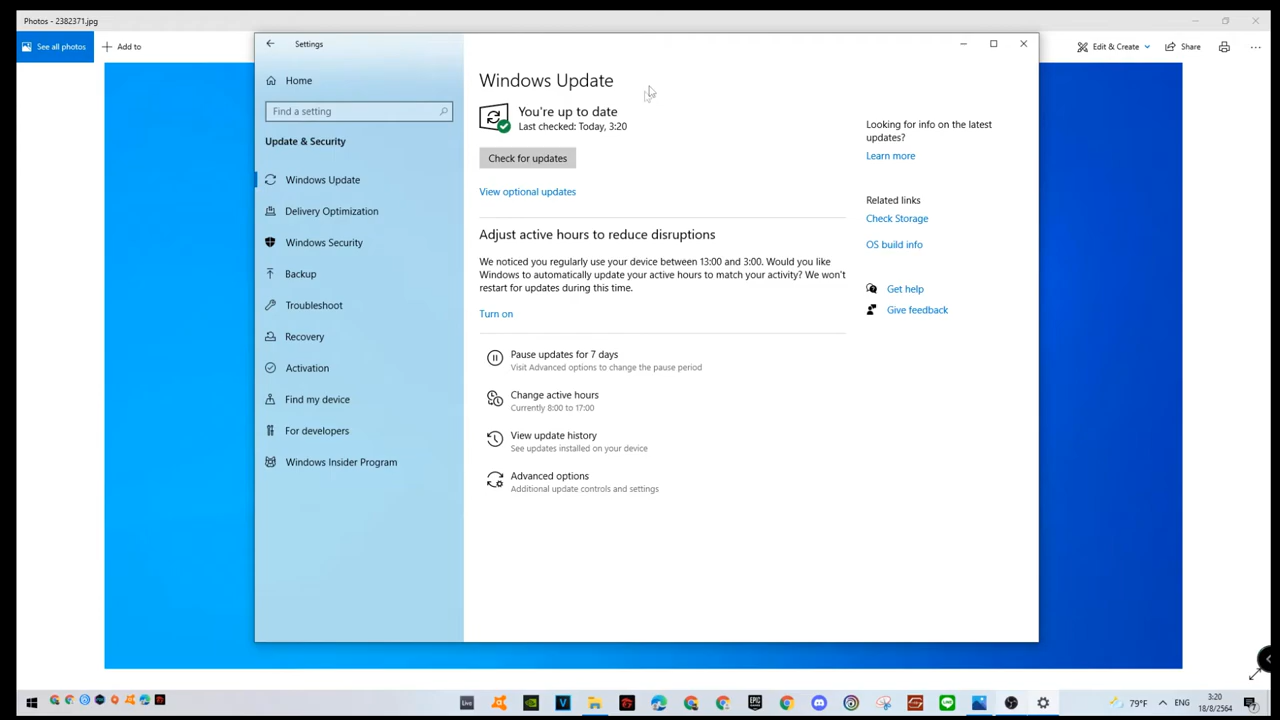 Photos - 2382371.jpg
See all photos
Add to
Edit & Create
Share
Settings
Home
Find a setting
Update & Security
Windows Update
Delivery Optimization
Windows Security
Backup
Troubleshoot
Recovery
Activation
Find my device
For developers
Windows Insider Program
Windows Update
You're up to date
Last checked: Today, 3:20
Check for updates
View optional updates
Adjust active hours to reduce disruptions
We noticed you regularly use your device between 13:00 and 3:00. Would you like
Windows to automatically update your active hours to match your activity? We won't
restart for updates during this time.
Turn on
Pause updates for 7 days
Visit Advanced options to change the pause period
Change active hours
Currently 8:00 to 17:00
View update history
See updates installed on your device
Advanced options
Additional update controls and settings
Looking for info on the latest
updates?
Learn more
Related links
Check Storage
OS build info
Get help
Give feedback
Live
EPIC
LINE
79°F
ENG
3:20
18/8/2564